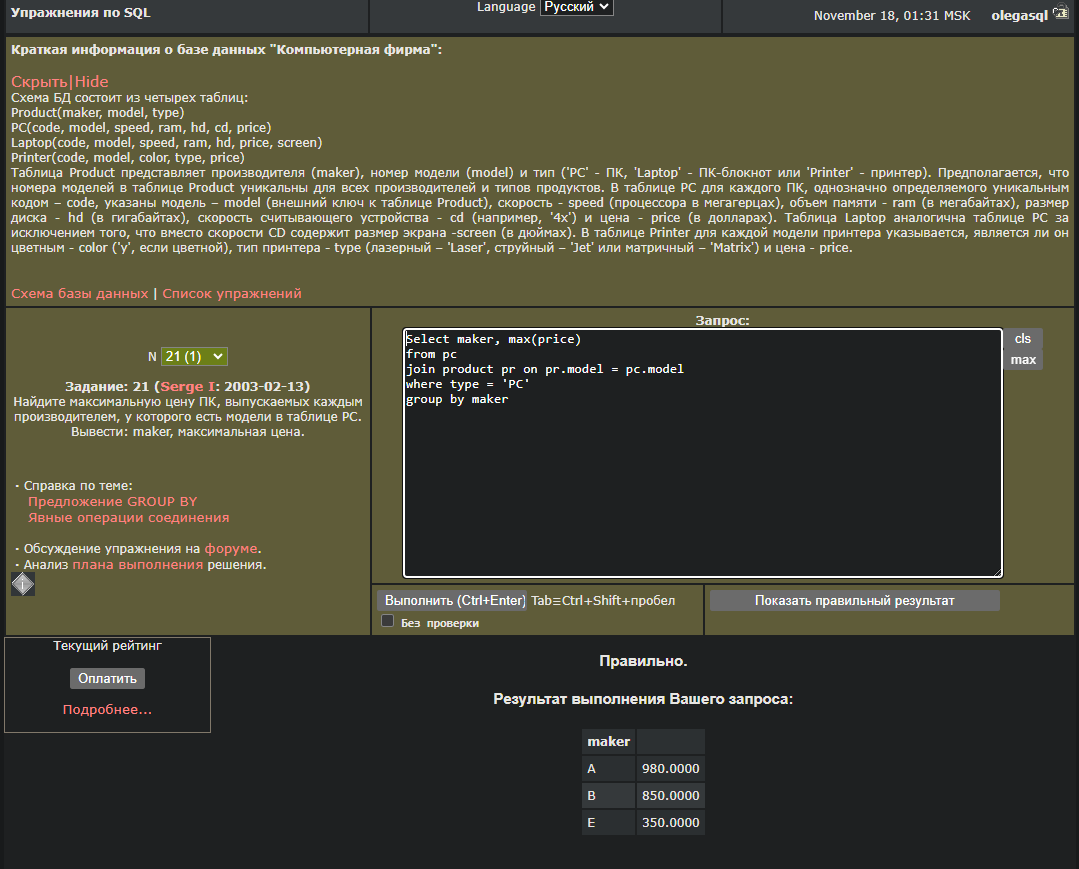 Упражнения по SQL
Language Русский
November 18, 01:31 MSK olegasql
Краткая информация о базе данных "Компьютерная фирма":
Скрыть|Hide
Схема БД состоит из четырех таблиц:
Product(maker, model, type)
PC(code, model, speed, ram, hd, cd, price)
Laptop(code, model, speed, ram, hd, price, screen)
Printer(code, model, color, type, price)
Таблица Product представляет производителя (maker), номер модели (model) и тип ('PC' - ПК, 'Laptop' - ПК-блокнот или 'Printer' - принтер). Предполагается, что
номера моделей в таблице Product уникальны для всех производителей и типов продуктов. В таблице PC для каждого ПК, однозначно определяемого уникальным
кодом – code, указаны модель – model (внешний ключ к таблице Product), скорость - speed (процессора в мегагерцах), объем памяти - ram (в мегабайтах), размер
диска - hd (в гигабайтах), скорость считывающего устройства - cd (например, '4x') и цена - price (в долларах). Таблица Laptop аналогична таблице РС за
исключением того, что вместо скорости CD содержит размер экрана -screen (в дюймах). В таблице Printer для каждой модели принтера указывается, является ли он
цветным - color ('y', если цветной), тип принтера - type (лазерный – 'Laser', струйный – 'Jet' или матричный – 'Matrix') и цена - price.
Схема базы данных | Список упражнений
N 21 (1)
Задание: 21 (Serge I: 2003-02-13)
Найдите максимальную цену ПК, выпускаемых каждым
производителем, у которого есть модели в таблице PC.
Вывести: maker, максимальная цена.
· Справка по теме:
Предложение GROUP BY
Явные операции соединения
· Обсуждение упражнения на форуме.
· Анализ плана выполнения решения.
Запрос:
Select maker, max(price)
from pc
join product pr on pr.model = pc.model
where type = 'PC'
group by maker
cls
max
Выполнить (Ctrl+Enter) Tab≡Ctrl+Shift+пробел
Без проверки
Показать правильный результат
Текущий рейтинг
Оплатить
Подробнее...
Правильно.
Результат выполнения Вашего запроса:
maker
A 980.0000
B 850.0000
E 350.0000